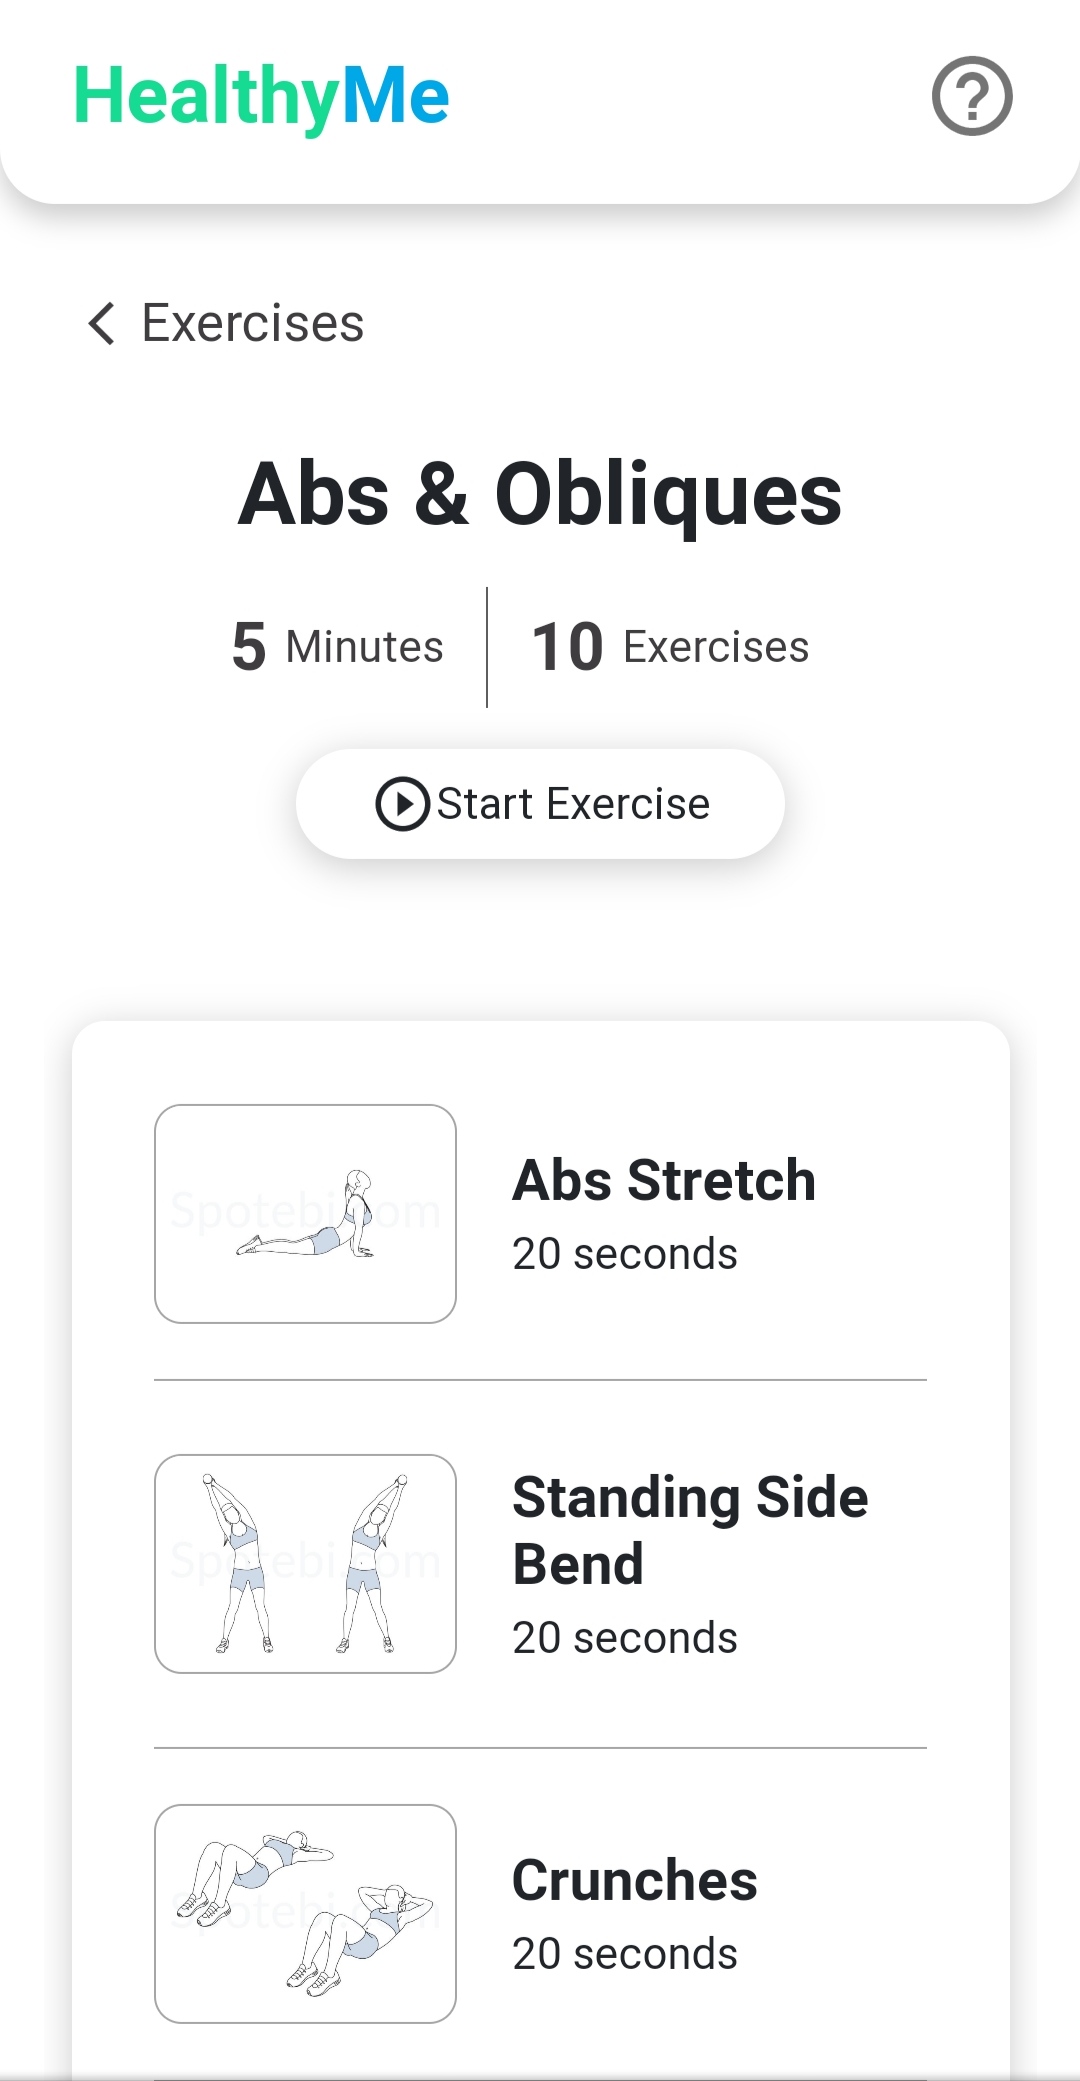 HealthyMe
Exercises
Abs & Obliques
5 Minutes
10 Exercises
Start Exercise
Spotebi.com
Abs Stretch
20 seconds
Spotebi.com
Standing Side
Bend
20 seconds
Spotebi.com
Crunches
20 seconds